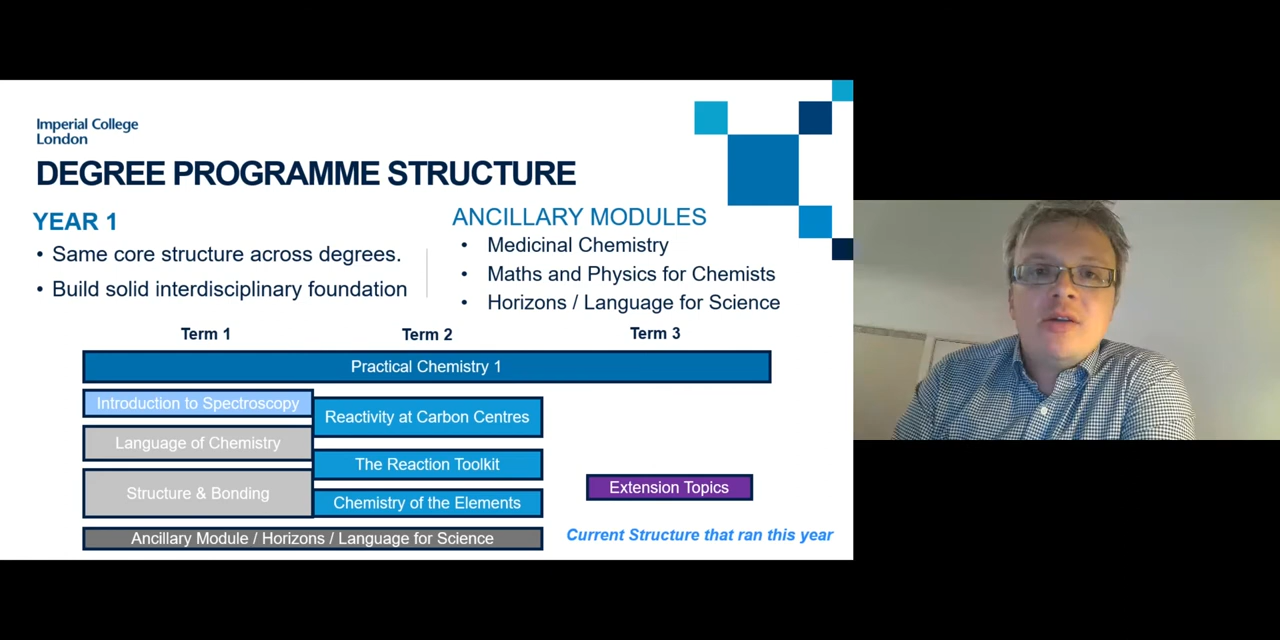 Imperial College
London
DEGREE PROGRAMME STRUCTURE
YEAR 1
• Same core structure across degrees.
• Build solid interdisciplinary foundation
ANCILLARY MODULES
• Medicinal Chemistry
• Maths and Physics for Chemists
• Horizons / Language for Science
Term 1
Term 2
Term 3
Practical Chemistry 1
Introduction to Spectroscopy
Language of Chemistry
Structure & Bonding
Reactivity at Carbon Centres
The Reaction Toolkit
Chemistry of the Elements
Extension Topics
Ancillary Module / Horizons / Language for Science
Current Structure that ran this year